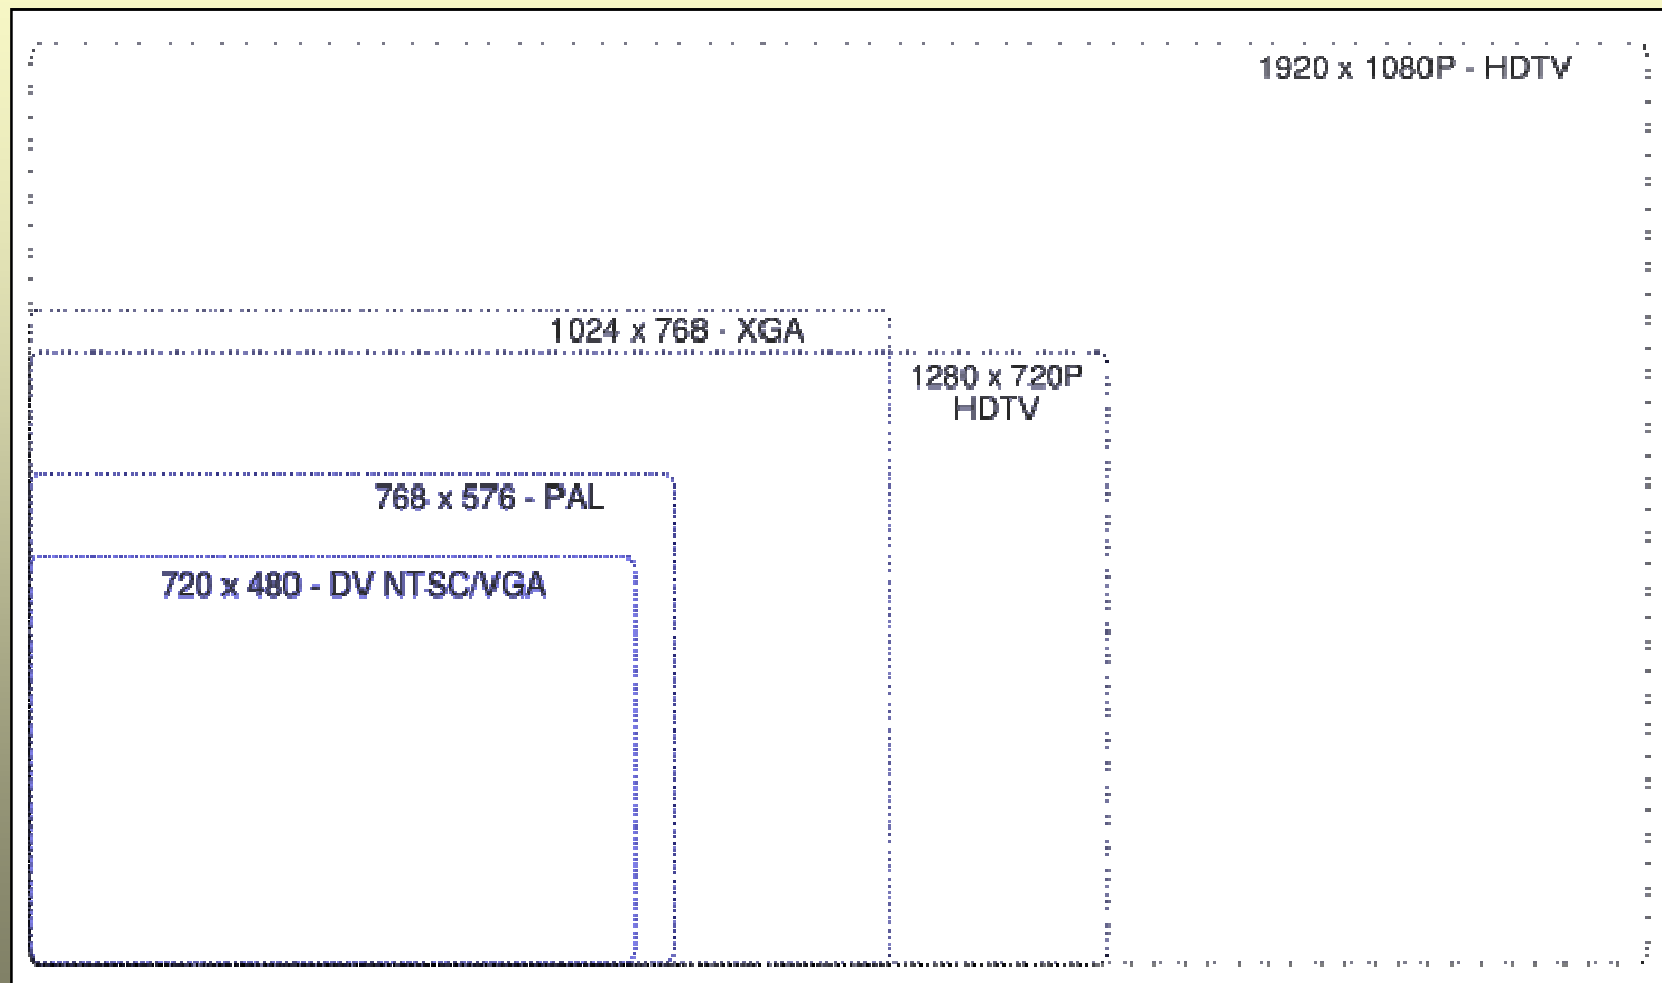 1920 x 1080P - HDTV
1024 x 768 - XGA
1280 x 720P
HDTV
768 x 576 - PAL
720 x 480 - DV NTSC/VGA